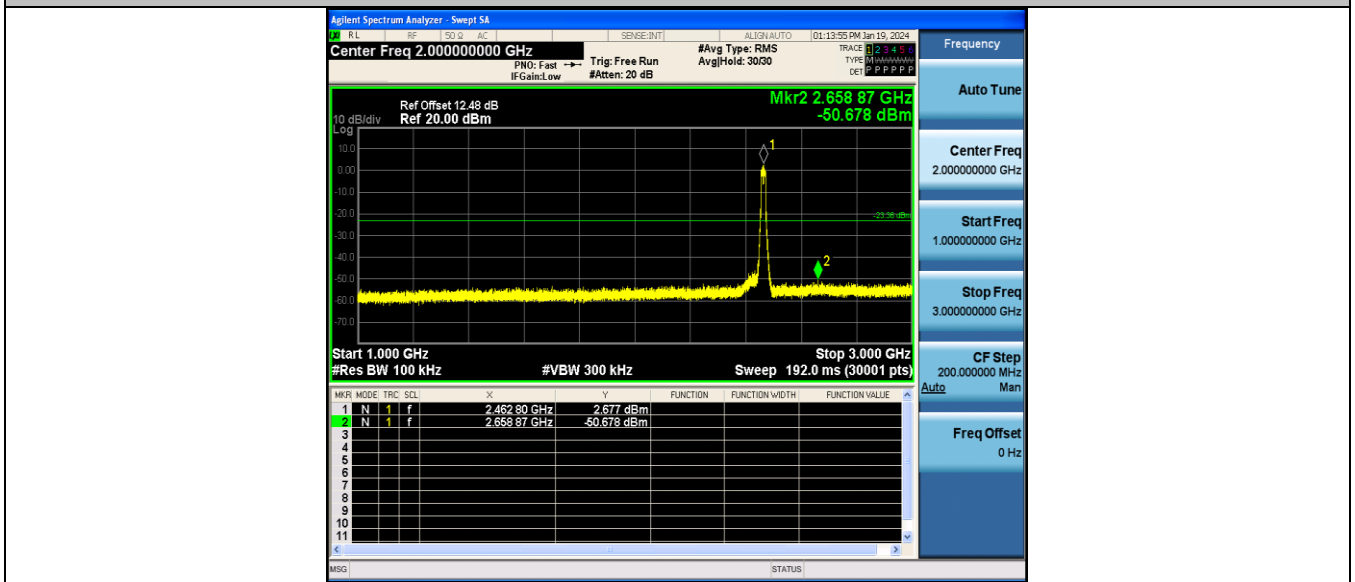 Agilent Spectrum Analyzer - Swept SA
RL RF 50 Ω AC SENSE:INT ALIGN AUTO 01:13:55 PM Jan 19, 2024
Center Freq 2.000000000 GHz
PNO: Fast
IFGain:Low
Trig: Free Run
#Atten: 20 dB
#Avg Type: RMS
Avg|Hold: 30/30
TRACE 1 2 3 4 5 6
TYPE M
DET P P P P P P
Mkr2 2.658 87 GHz
-50.678 dBm
Ref Offset 12.48 dB
10 dB/div Ref 20.00 dBm
Log
10.0
0.00
-10.0
-20.0
-30.0
-40.0
-50.0
-60.0
-70.0
1
2
Start 1.000 GHz Stop 3.000 GHz
#Res BW 100 kHz #VBW 300 kHz Sweep 192.0 ms (30001 pts)
MKR MODE TRC SCL X Y FUNCTION FUNCTION WIDTH FUNCTION VALUE
1 N 1 f 2.462 80 GHz 2.677 dBm
2 N 1 f 2.658 87 GHz -50.678 dBm
3
4
5
6
7
8
9
10
11
MSG STATUS
Frequency
Auto Tune
Center Freq
2.000000000 GHz
Start Freq
1.000000000 GHz
Stop Freq
3.000000000 GHz
CF Step
200.000000 MHz
Auto Man
Freq Offset
0 Hz